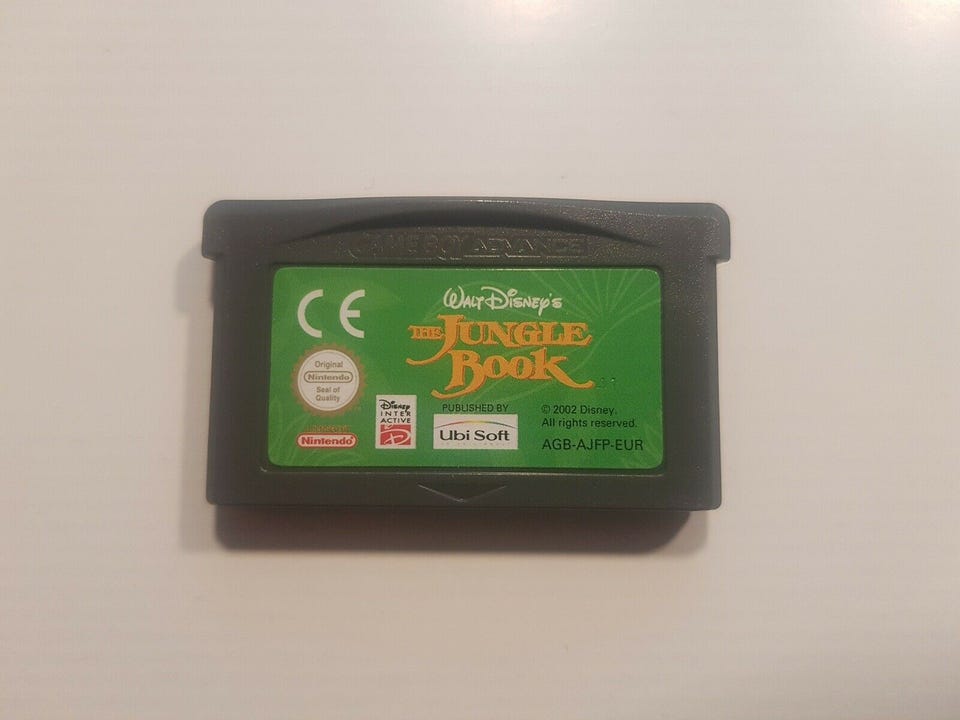 GAME BOY ADVANCE
CE
WALT DISNEY'S
THE JUNGLE
BOOK
Original
Nintendo
Seal of
Quality
Nintendo
Disney
INTER
ACTIVE
PUBLISHED BY
Ubi Soft
© 2002 Disney.
All rights reserved.
AGB-AJFP-EUR